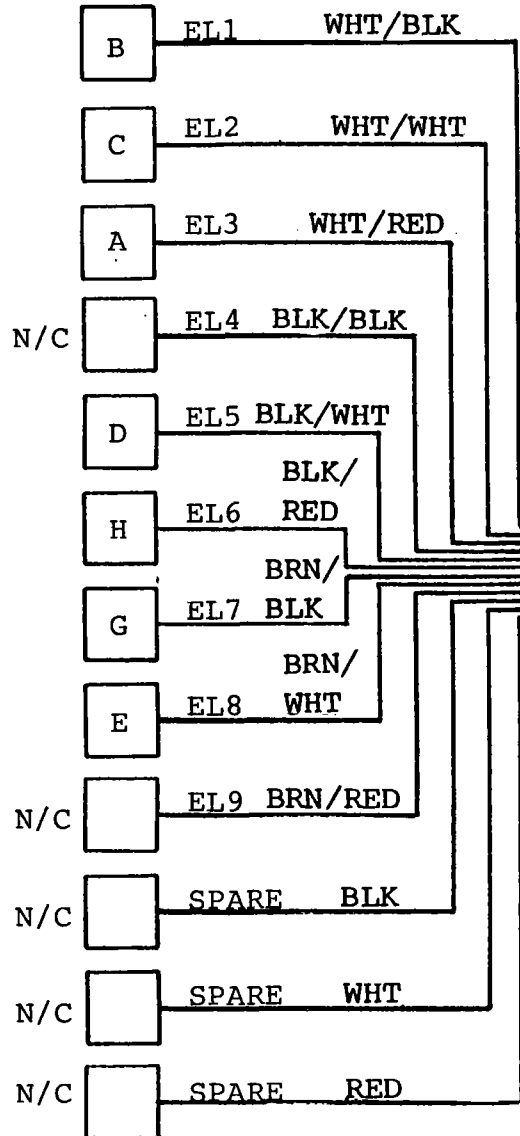 B EL1 WHT/BLK
C EL2 WHT/WHT
A EL3 WHT/RED
N/C EL4 BLK/BLK
D EL5 BLK/WHT
BLK/
H EL6 RED
BRN/
G EL7 BLK
BRN/
E EL8 WHT
N/C EL9 BRN/RED
N/C SPARE BLK
N/C SPARE WHT
N/C SPARE RED